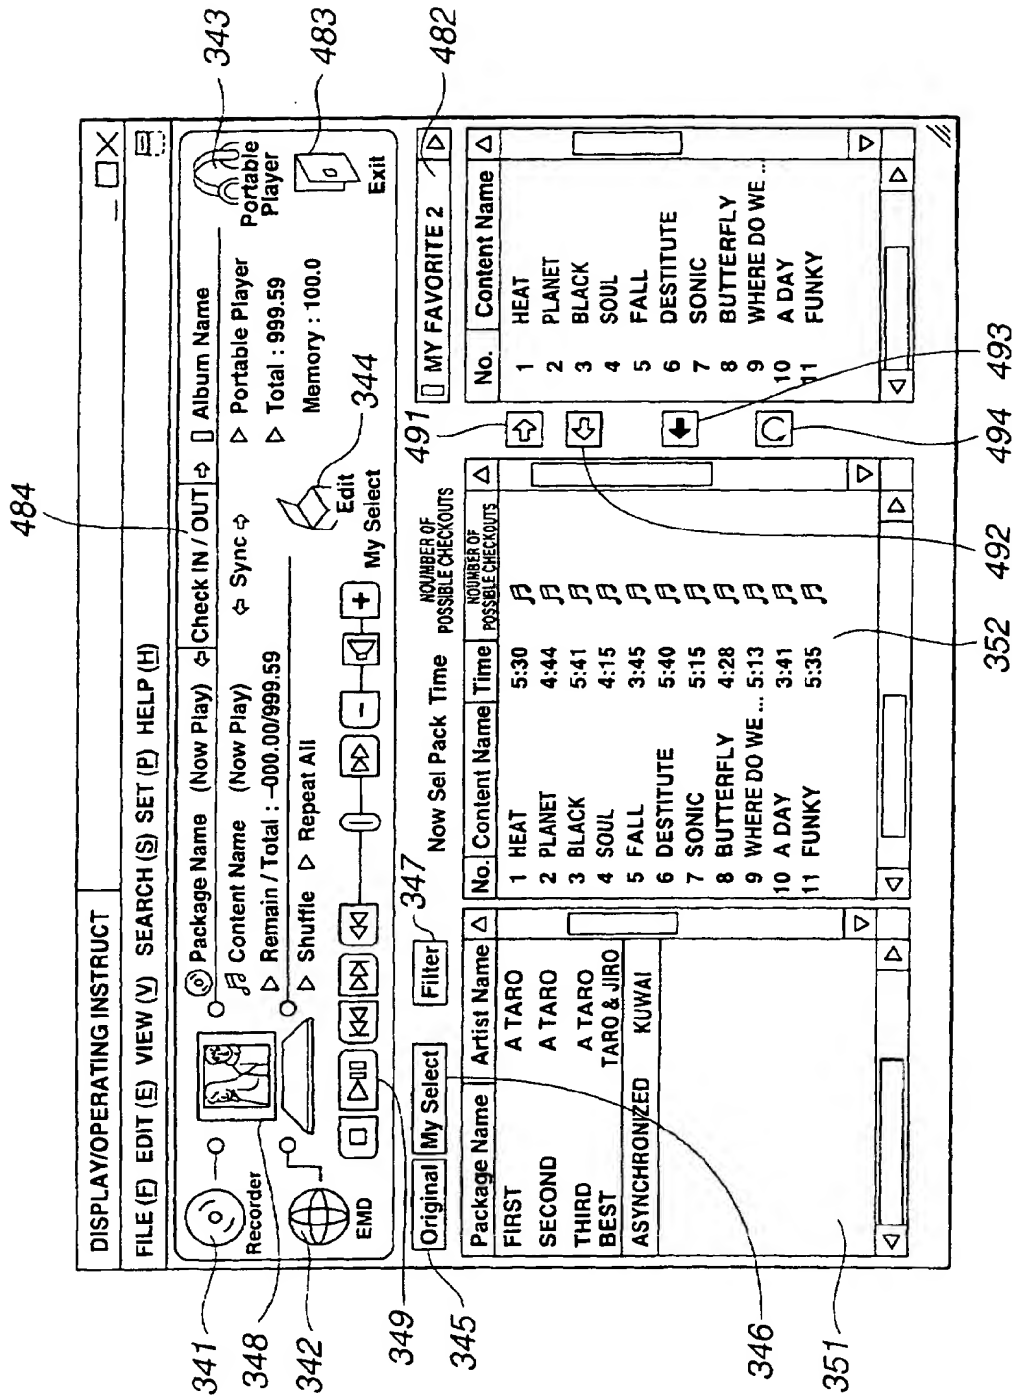 484
343
483
482
DISPLAY/OPERATING INSTRUCT
FILE (F) EDIT (E) VIEW (V) SEARCH (S) SET (P) HELP (H)
Package Name (Now Play) Check IN / OUT Album Name
Content Name (Now Play) Sync Portable Player
Remain / Total : -000.00/999.59 Total : 999.59
Shuffle Repeat All Memory : 100.0
Portable Player
Exit
Recorder
EMD
Edit
My Select
344
341
348
342
349
345
Original My Select Filter
347
Now Sel Pack Time NOUMBER OF POSSIBLE CHECKOUTS
491
MY FAVORITE 2
Package Name Artist Name
FIRST A TARO
SECOND A TARO
THIRD A TARO
BEST TARO & JIRO
ASYNCHRONIZED KUWAI
No. Content Name Time NOUMBER OF POSSIBLE CHECKOUTS
1 HEAT 5:30
2 PLANET 4:44
3 BLACK 5:41
4 SOUL 4:15
5 FALL 3:45
6 DESTITUTE 5:40
7 SONIC 5:15
8 BUTTERFLY 4:28
9 WHERE DO WE ... 5:13
10 A DAY 3:41
11 FUNKY 5:35
No. Content Name
1 HEAT
2 PLANET
3 BLACK
4 SOUL
5 FALL
6 DESTITUTE
7 SONIC
8 BUTTERFLY
9 WHERE DO WE ...
10 A DAY
11 FUNKY
346
351
352
492
494
493